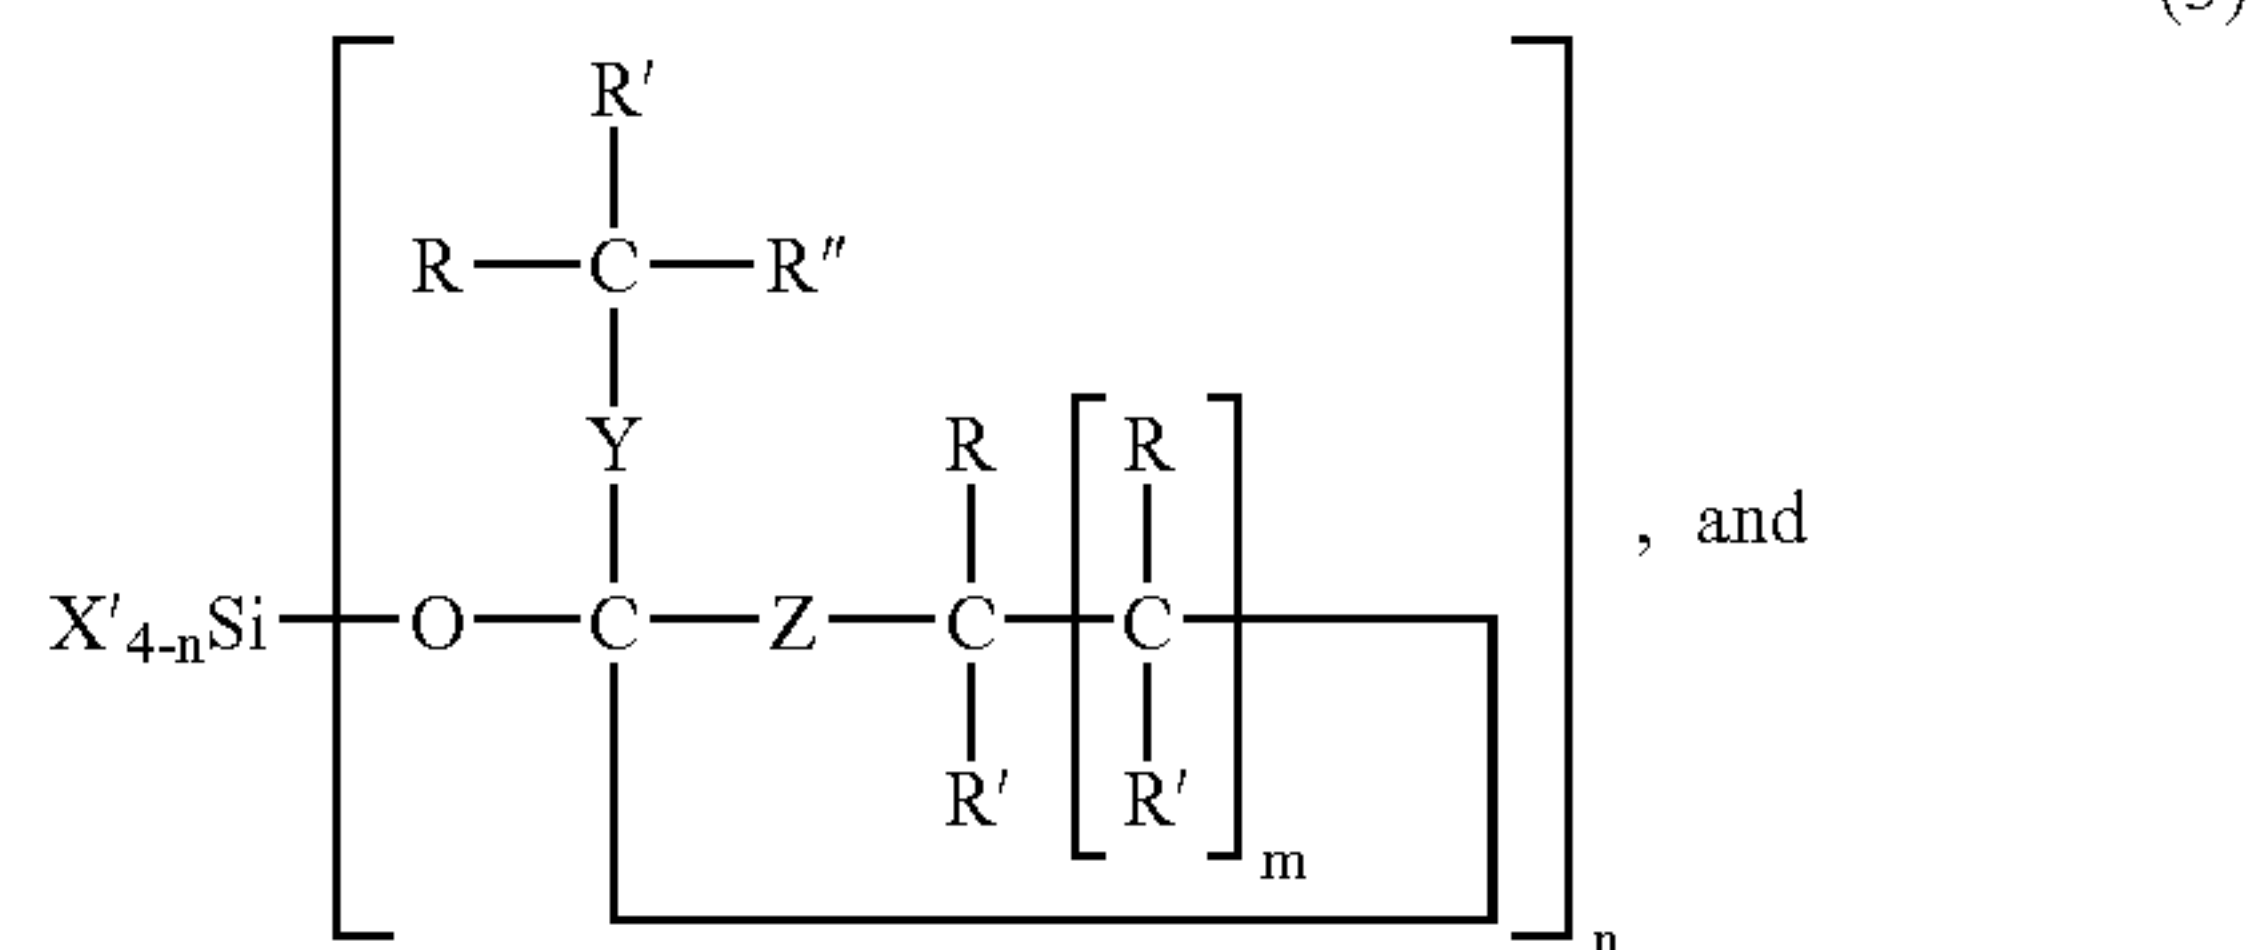 R′
R—C—R″
Y
R R
X′4-nSi—O—C—Z—C—C , and
R′ R′
m
n